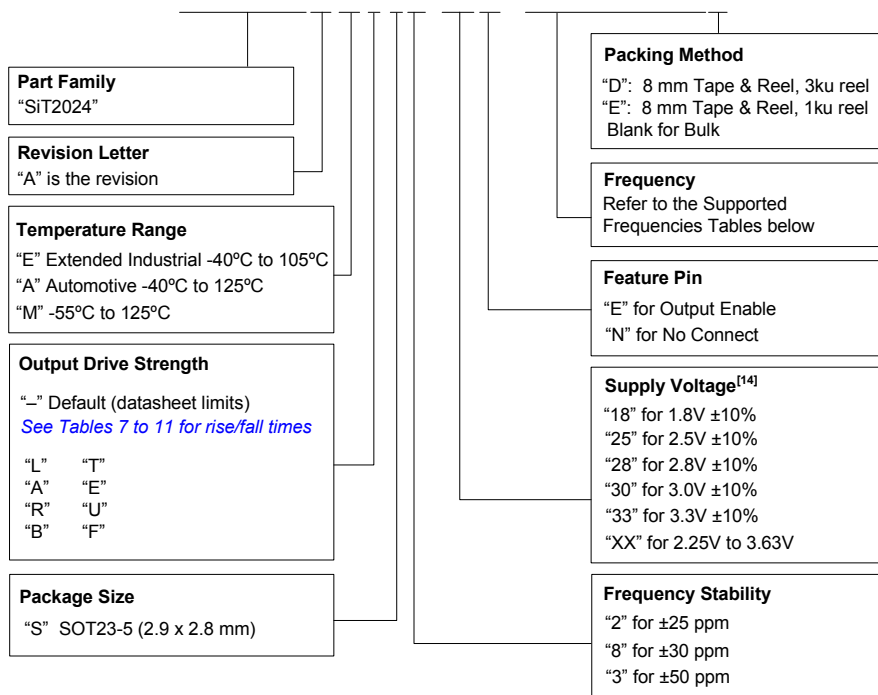 Part Family
“SiT2024”
Revision Letter
“A” is the revision
Temperature Range
“E” Extended Industrial -40ºC to 105ºC
“A” Automotive -40ºC to 125ºC
“M” -55ºC to 125ºC
Output Drive Strength
“–” Default (datasheet limits)
See Tables 7 to 11 for rise/fall times
“L” “T”
“A” “E”
“R” “U”
“B” “F”
Package Size
“S” SOT23-5 (2.9 x 2.8 mm)
Packing Method
“D”: 8 mm Tape & Reel, 3ku reel
“E”: 8 mm Tape & Reel, 1ku reel
Blank for Bulk
Frequency
Refer to the Supported
Frequencies Tables below
Feature Pin
“E” for Output Enable
“N” for No Connect
Supply Voltage[14]
“18” for 1.8V ±10%
“25” for 2.5V ±10%
“28” for 2.8V ±10%
“30” for 3.0V ±10%
“33” for 3.3V ±10%
“XX” for 2.25V to 3.63V
Frequency Stability
“2” for ±25 ppm
“8” for ±30 ppm
“3” for ±50 ppm